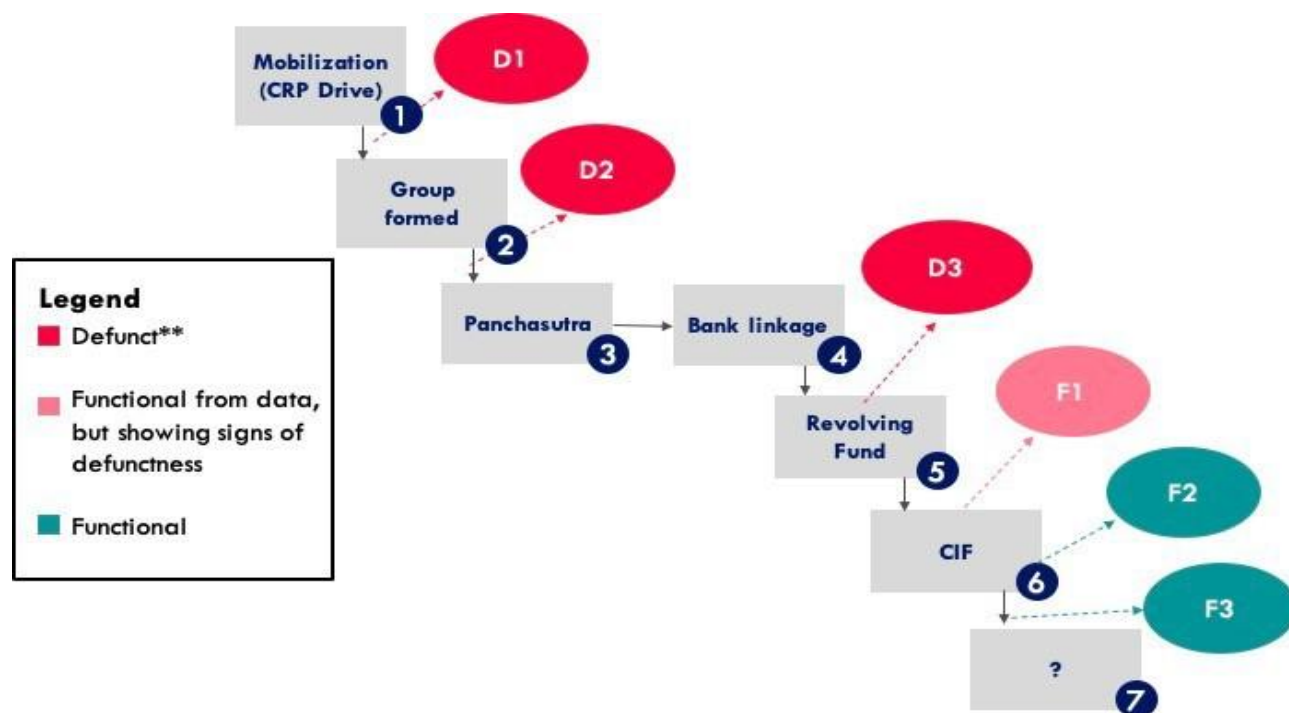 Mobilization
(CRP Drive)
1
D1
Group
formed
2
D2
Legend
Defunct**
Functional from data,
but showing signs of
defunctness
Functional
Panchasutra
3
Bank linkage
4
D3
Revolving
Fund
5
F1
CIF
6
F2
F3
?
7